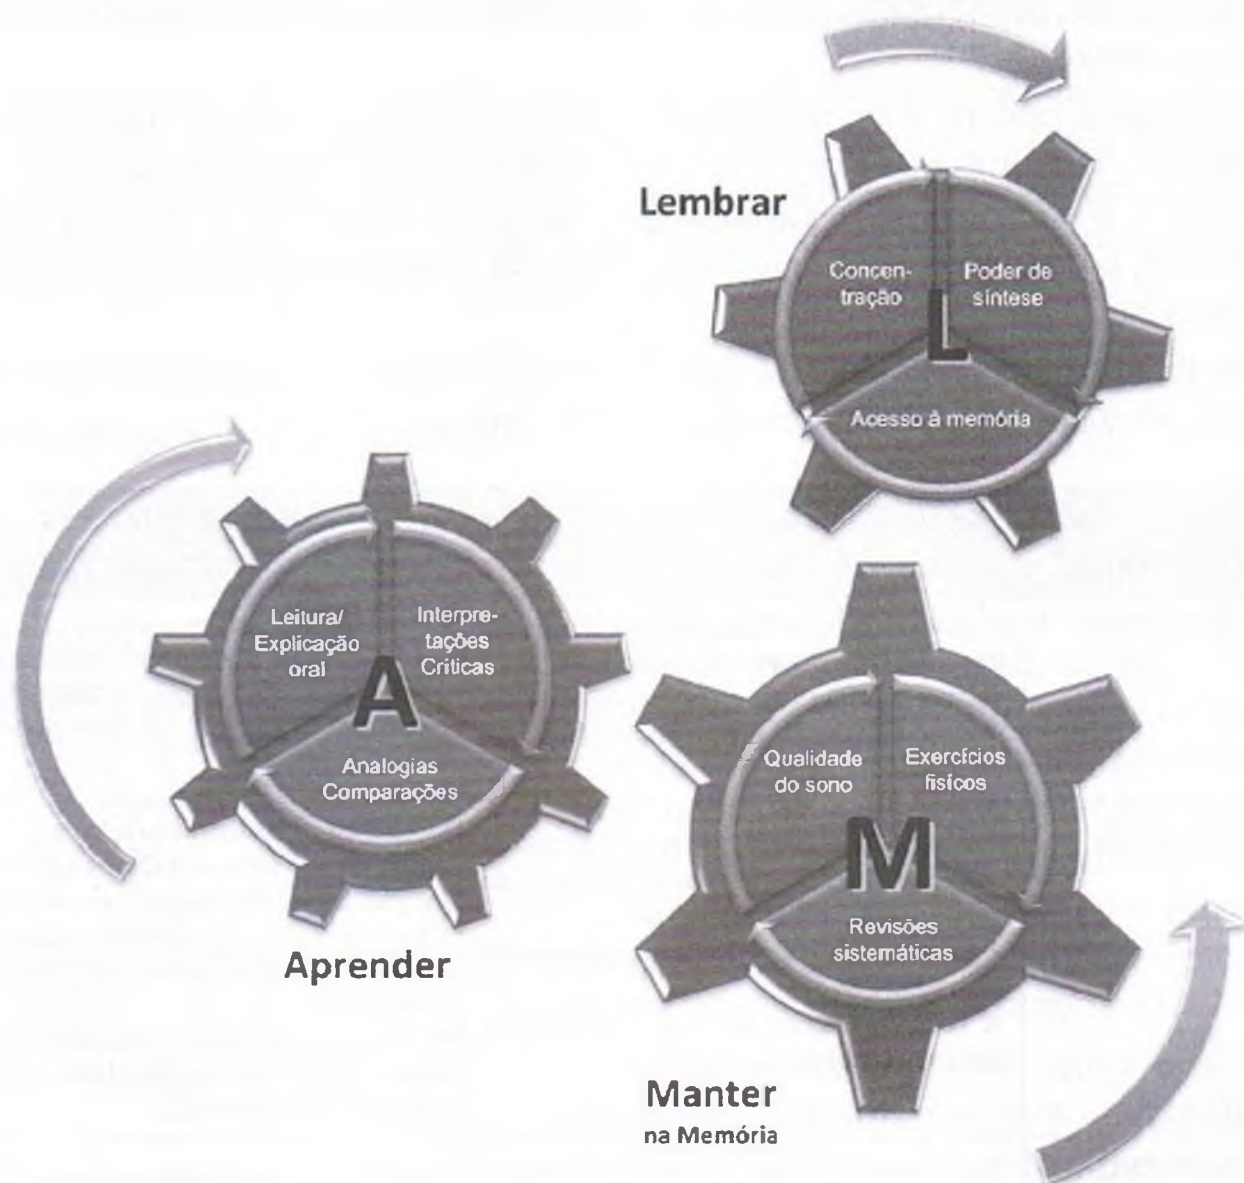 Lembrar
Concen-
tração
Poder de
síntese
L
Acesso à memória
Leitura/
Explicação
oral
Interpre-
tações
Críticas
A
Analogias
Comparações
Aprender
Qualidade
do sono
Exercícios
físicos
M
Revisões
sistemáticas
Manter
na Memória